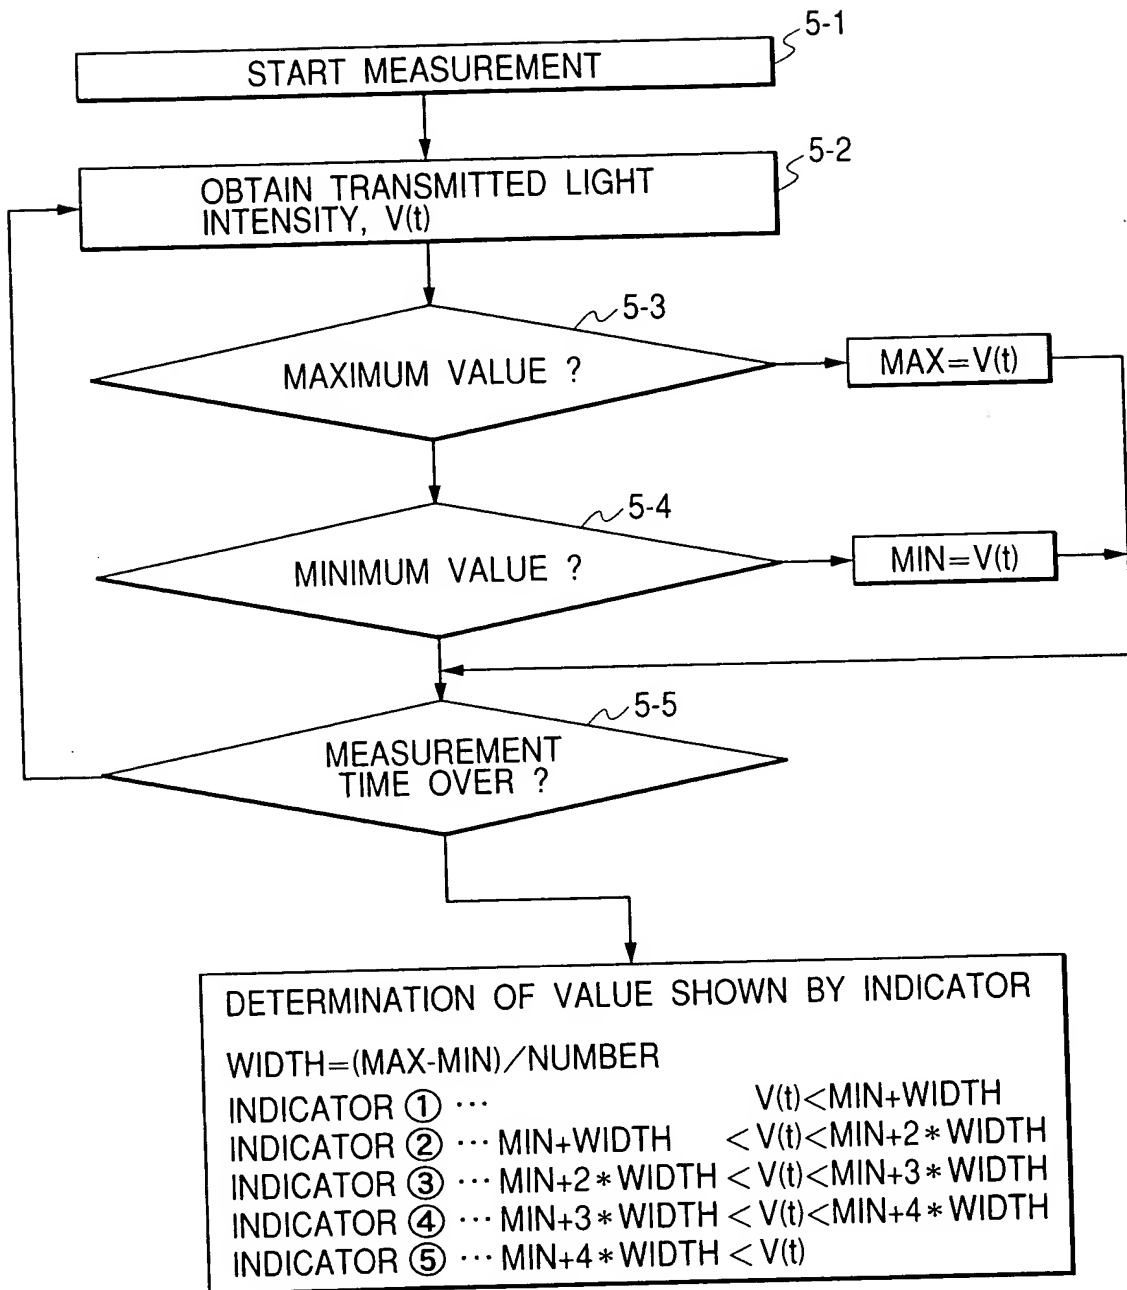 5-1
START MEASUREMENT
5-2
OBTAIN TRANSMITTED LIGHT
INTENSITY, V(t)
5-3
MAXIMUM VALUE ?
MAX=V(t)
5-4
MINIMUM VALUE ?
MIN=V(t)
5-5
MEASUREMENT
TIME OVER ?
DETERMINATION OF VALUE SHOWN BY INDICATOR
WIDTH=(MAX-MIN)/NUMBER
INDICATOR ① ··· V(t)<MIN+WIDTH
INDICATOR ② ··· MIN+WIDTH <V(t)<MIN+2*WIDTH
INDICATOR ③ ··· MIN+2*WIDTH <V(t)<MIN+3*WIDTH
INDICATOR ④ ··· MIN+3*WIDTH <V(t)<MIN+4*WIDTH
INDICATOR ⑤ ··· MIN+4*WIDTH <V(t)